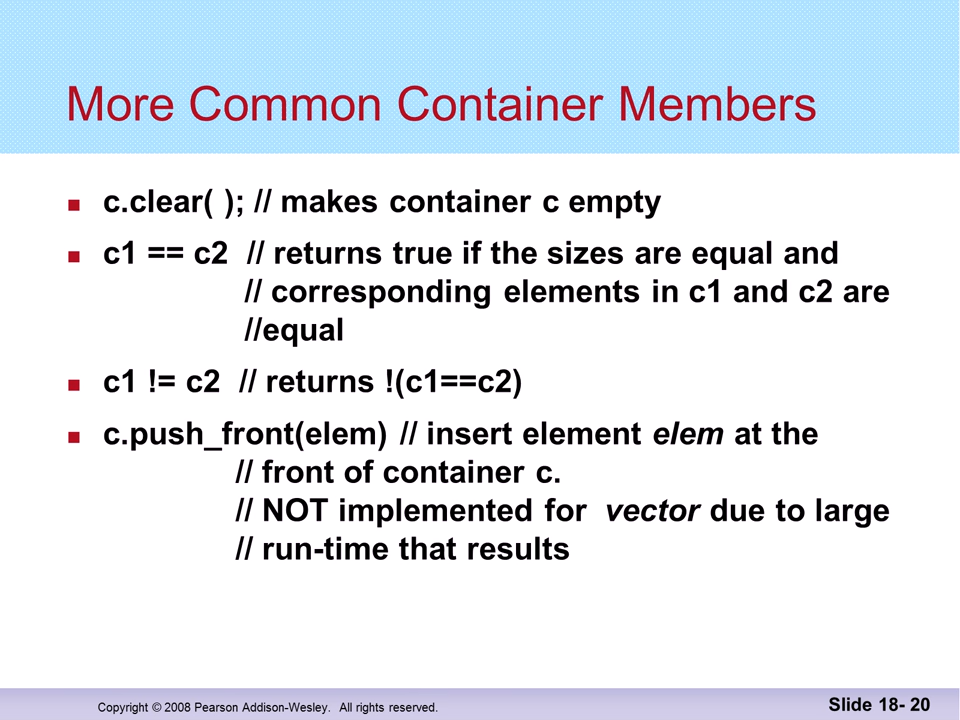 More Common Container Members
c.clear( ); // makes container c empty
c1 == c2 // returns true if the sizes are equal and
// corresponding elements in c1 and c2 are
//equal
c1 != c2 // returns !(c1==c2)
c.push_front(elem) // insert element elem at the
// front of container c.
// NOT implemented for vector due to large
// run-time that results
Copyright © 2008 Pearson Addison-Wesley. All rights reserved.
Slide 18- 20